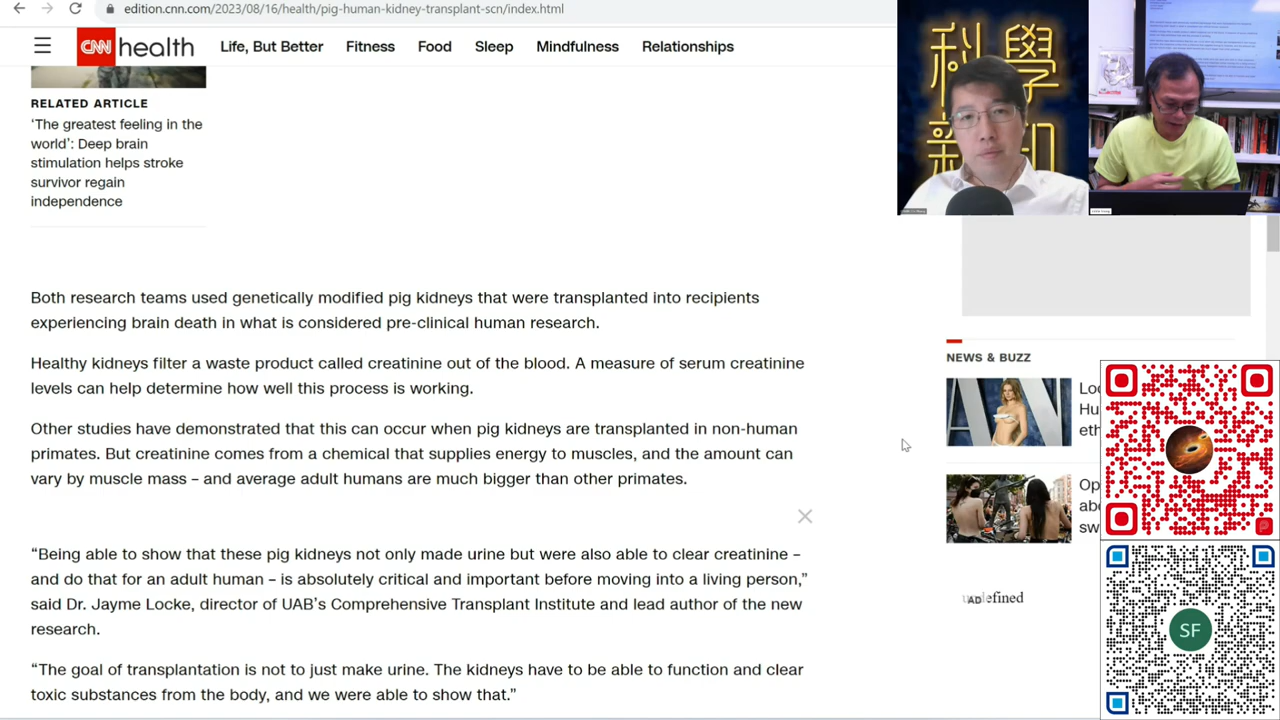 edition.cnn.com/2023/08/16/health/pig-human-kidney-transplant-scn/index.html
CNN health
Life, But Better
Fitness
Food
Sleep
Mindfulness
Relationships
科學
新知
RELATED ARTICLE
‘The greatest feeling in the
world’: Deep brain
stimulation helps stroke
survivor regain
independence
Both research teams used genetically modified pig kidneys that were transplanted into recipients
experiencing brain death in what is considered pre-clinical human research.
Healthy kidneys filter a waste product called creatinine out of the blood. A measure of serum creatinine
levels can help determine how well this process is working.
Other studies have demonstrated that this can occur when pig kidneys are transplanted in non-human
primates. But creatinine comes from a chemical that supplies energy to muscles, and the amount can
vary by muscle mass – and average adult humans are much bigger than other primates.
“Being able to show that these pig kidneys not only made urine but were also able to clear creatinine –
and do that for an adult human – is absolutely critical and important before moving into a living person,”
said Dr. Jayme Locke, director of UAB’s Comprehensive Transplant Institute and lead author of the new
research.
“The goal of transplantation is not to just make urine. The kidneys have to be able to function and clear
toxic substances from the body, and we were able to show that.”
NEWS & BUZZ
Loo
Hu
eth
Op
abo
sw
undefined
AD
SF